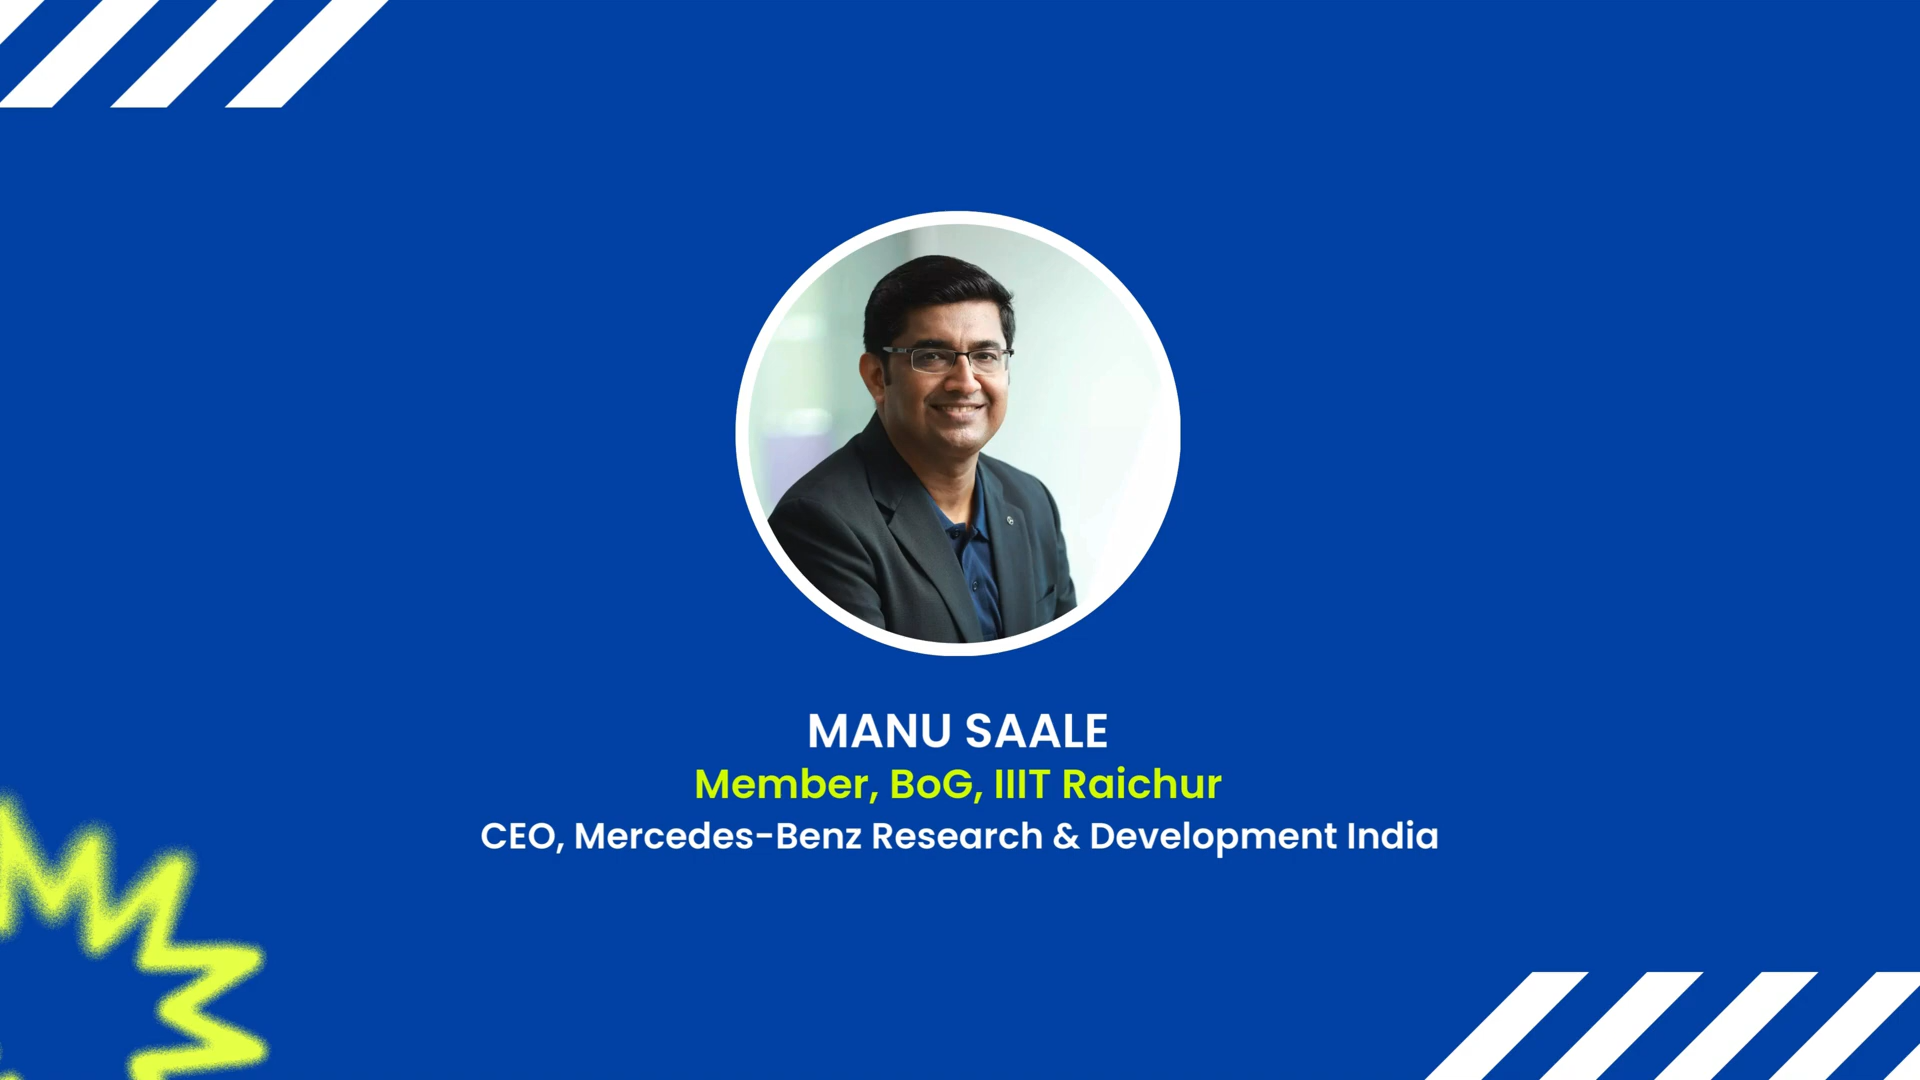 MANU SAALE
Member, BoG, IIIT Raichur
CEO, Mercedes-Benz Research & Development India